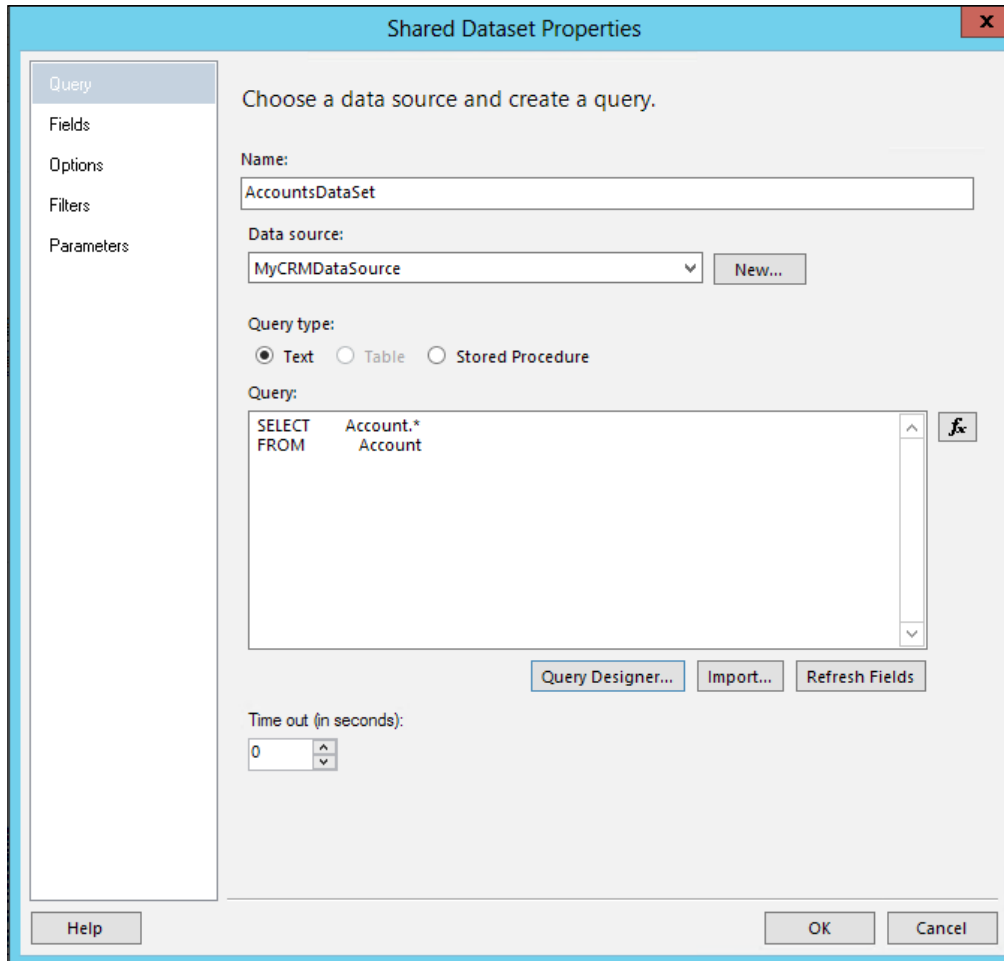 Shared Dataset Properties
x
Query
Fields
Options
Filters
Parameters
Choose a data source and create a query.
Name:
AccountsDataSet
Data source:
MyCRMDataSource
New...
Query type:
Text Table Stored Procedure
Query:
SELECT Account.*
FROM Account
fx
Query Designer... Import... Refresh Fields
Time out (in seconds):
0
Help OK Cancel